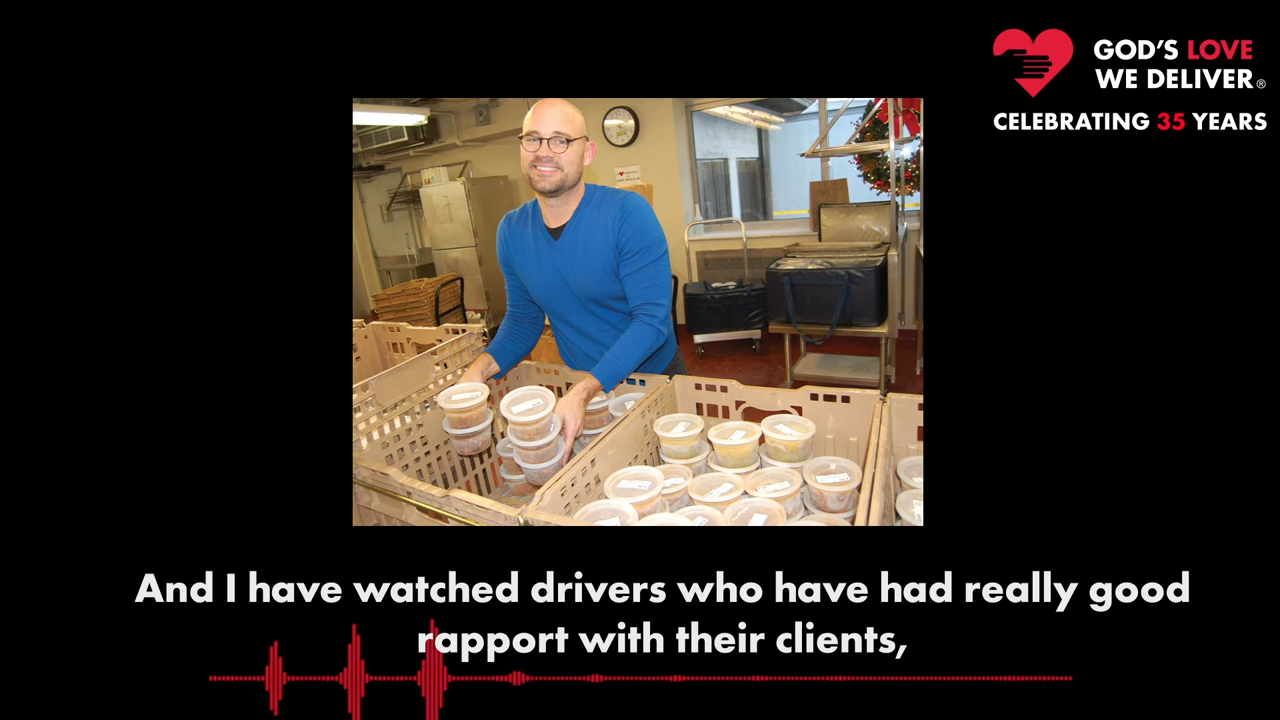 GOD'S LOVE
WE DELIVER®
CELEBRATING 35 YEARS
And I have watched drivers who have had really good
rapport with their clients,